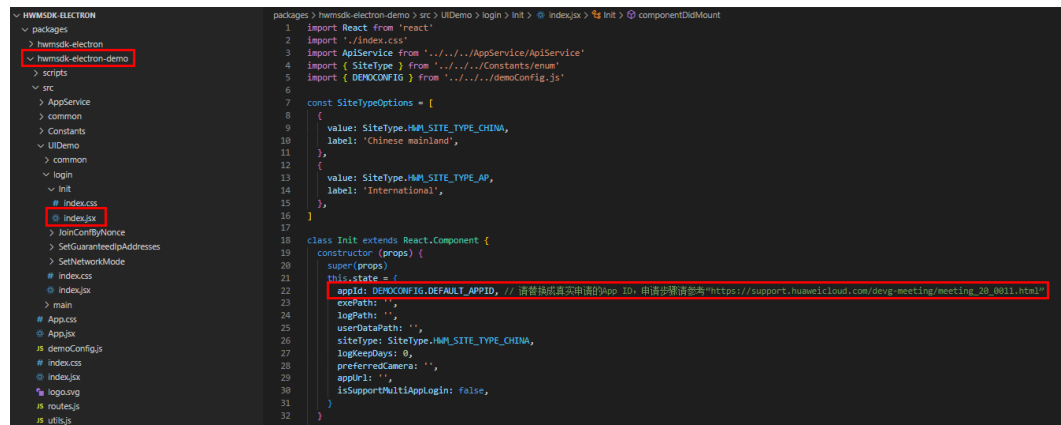 HWMSDK-ELECTRON
packages
hwmsdk-electron
hwmsdk-electron-demo
scripts
src
AppService
common
Constants
UIDemo
common
login
Init
# index.css
index.jsx
JoinConfByNonce
SetGuaranteedIpAddresses
SetNetworkMode
# index.css
index.jsx
main
# App.css
App.jsx
JS demoConfig.js
# index.css
index.jsx
logo.svg
JS routes.js
JS utils.js
packages > hwmsdk-electron-demo > src > UIDemo > login > Init > index.jsx > Init > componentDidMount
1 import React from 'react'
2 import './index.css'
3 import ApiService from '../../../AppService/ApiService'
4 import { SiteType } from '../../../Constants/enum'
5 import { DEMOCONFIG } from '../../../demoConfig.js'
6
7 const SiteTypeOptions = [
8 {
9 value: SiteType.HWM_SITE_TYPE_CHINA,
10 label: 'Chinese mainland',
11 },
12 {
13 value: SiteType.HWM_SITE_TYPE_AP,
14 label: 'International',
15 },
16 ]
17
18 class Init extends React.Component {
19 constructor (props) {
20 super(props)
21 this.state = {
22 appId: DEMOCONFIG.DEFAULT_APPID, // 请替换成真实申请的App ID，申请步骤请参考“https://support.huaweicloud.com/devg-meeting/meeting_20_0011.html”
23 exePath: '',
24 logPath: '',
25 userDataPath: '',
26 siteType: SiteType.HWM_SITE_TYPE_CHINA,
27 logKeepDays: 0,
28 preferredCamera: '',
29 appUrl: '',
30 isSupportMultiAppLogin: false,
31 }
32 }